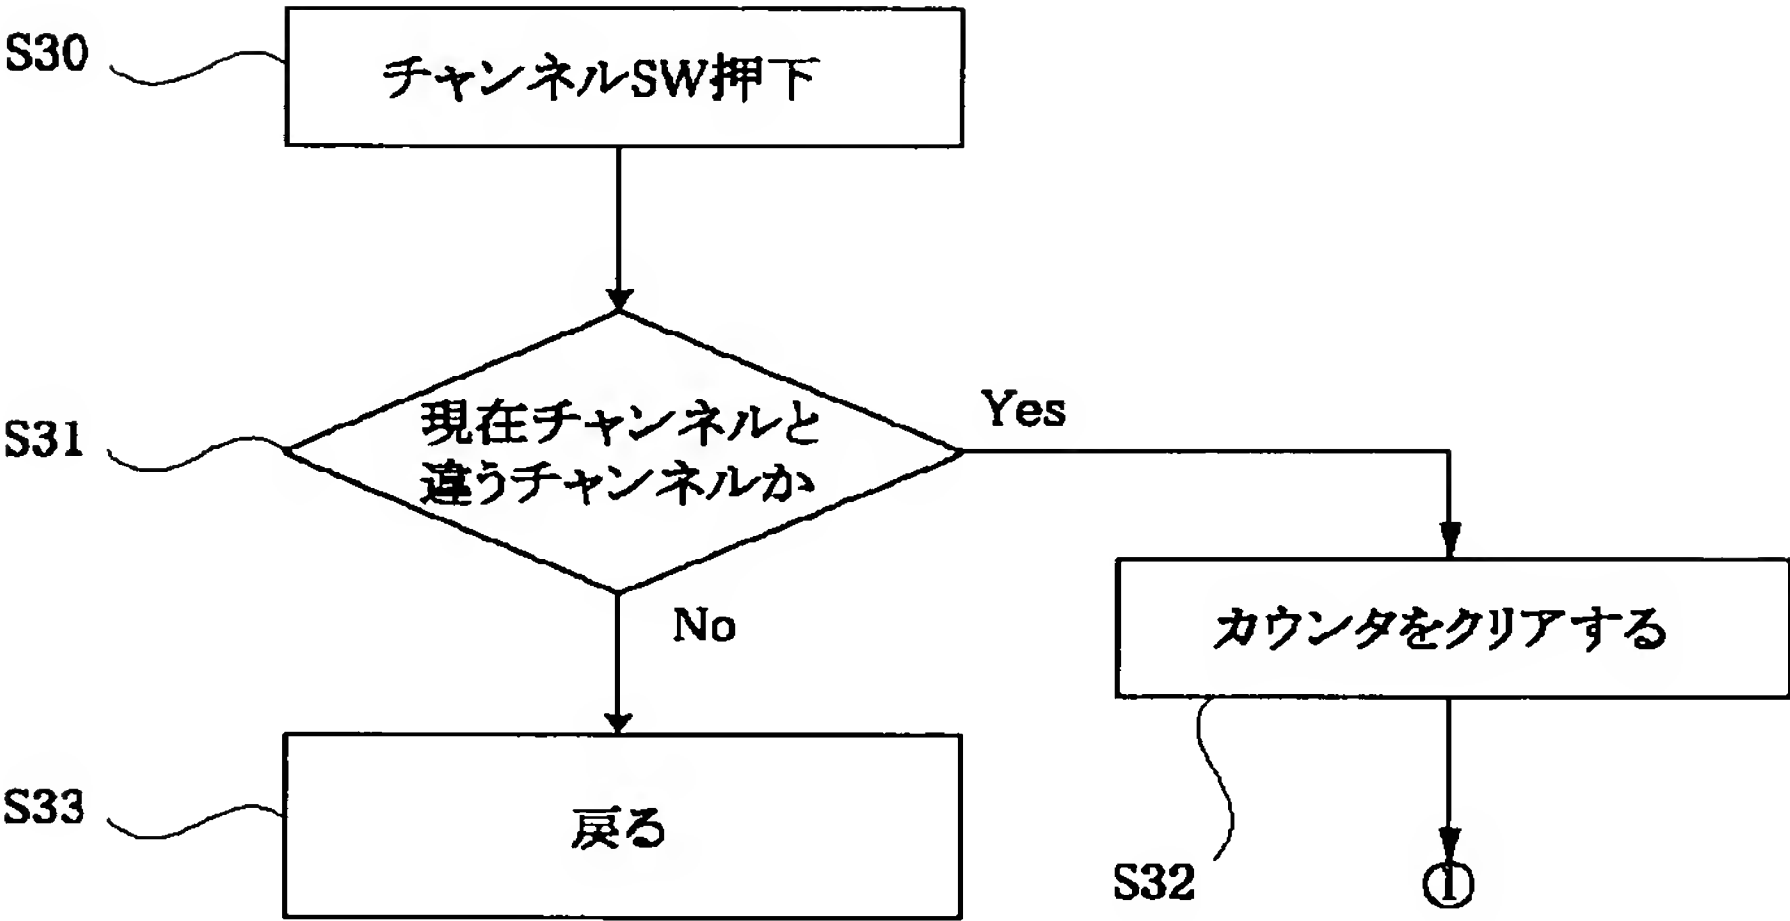 S30
チャンネルSW押下
S31
現在チャンネルと
違うチャンネルか
Yes
No
カウンタをクリアする
S33
戻る
S32
①